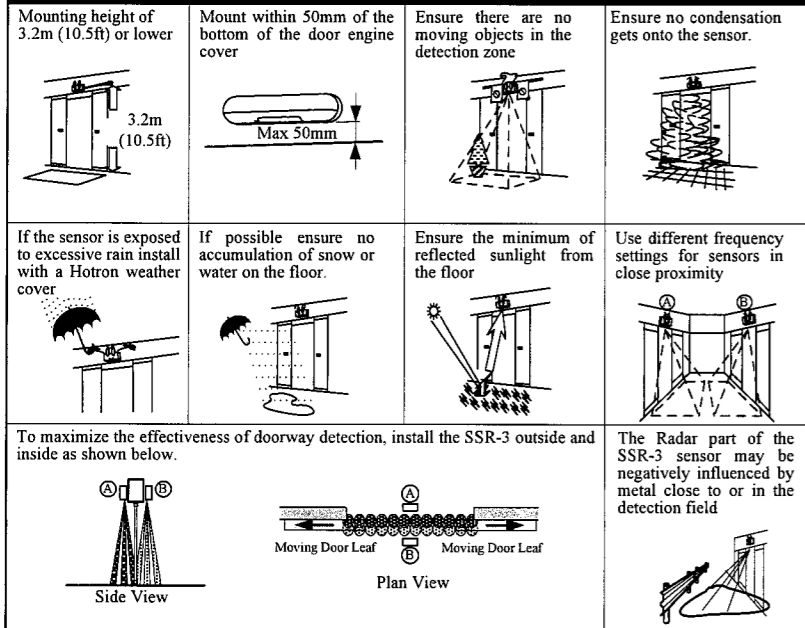 Mounting height of
3.2m (10.5ft) or lower
3.2m
(10.5ft)
Mount within 50mm of the
bottom of the door engine
cover
Max 50mm
Ensure there are no
moving objects in the
detection zone
Ensure no condensation
gets onto the sensor.
If the sensor is exposed
to excessive rain install
with a Hotron weather
cover
If possible ensure no
accumulation of snow or
water on the floor.
Ensure the minimum of
reflected sunlight from
the floor
Use different frequency
settings for sensors in
close proximity
A B
To maximize the effectiveness of doorway detection, install the SSR-3 outside and
inside as shown below.
A B
Side View
A
Moving Door Leaf B Moving Door Leaf
Plan View
The Radar part of the
SSR-3 sensor may be
negatively influenced by
metal close to or in the
detection field